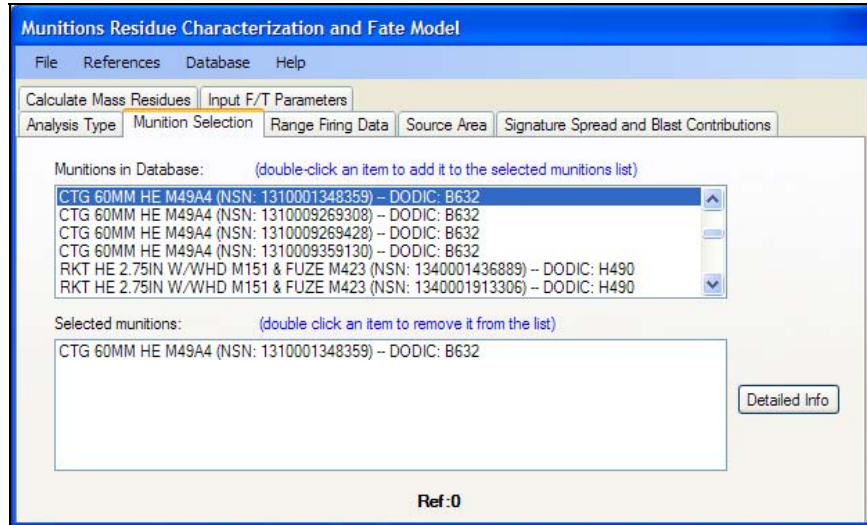 Munitions Residue Characterization and Fate Model
File References Database Help
Calculate Mass Residues Input F/T Parameters
Analysis Type Munition Selection Range Firing Data Source Area Signature Spread and Blast Contributions
Munitions in Database: (double-click an item to add it to the selected munitions list)
CTG 60MM HE M49A4 (NSN: 1310001348359) -- DODIC: B632
CTG 60MM HE M49A4 (NSN: 1310009269308) -- DODIC: B632
CTG 60MM HE M49A4 (NSN: 1310009269428) -- DODIC: B632
CTG 60MM HE M49A4 (NSN: 1310009359130) -- DODIC: B632
RKT HE 2.75IN W/WHD M151 & FUZE M423 (NSN: 1340001436889) -- DODIC: H490
RKT HE 2.75IN W/WHD M151 & FUZE M423 (NSN: 1340001913306) -- DODIC: H490
Selected munitions: (double click an item to remove it from the list)
CTG 60MM HE M49A4 (NSN: 1310001348359) -- DODIC: B632
Detailed Info
Ref:0